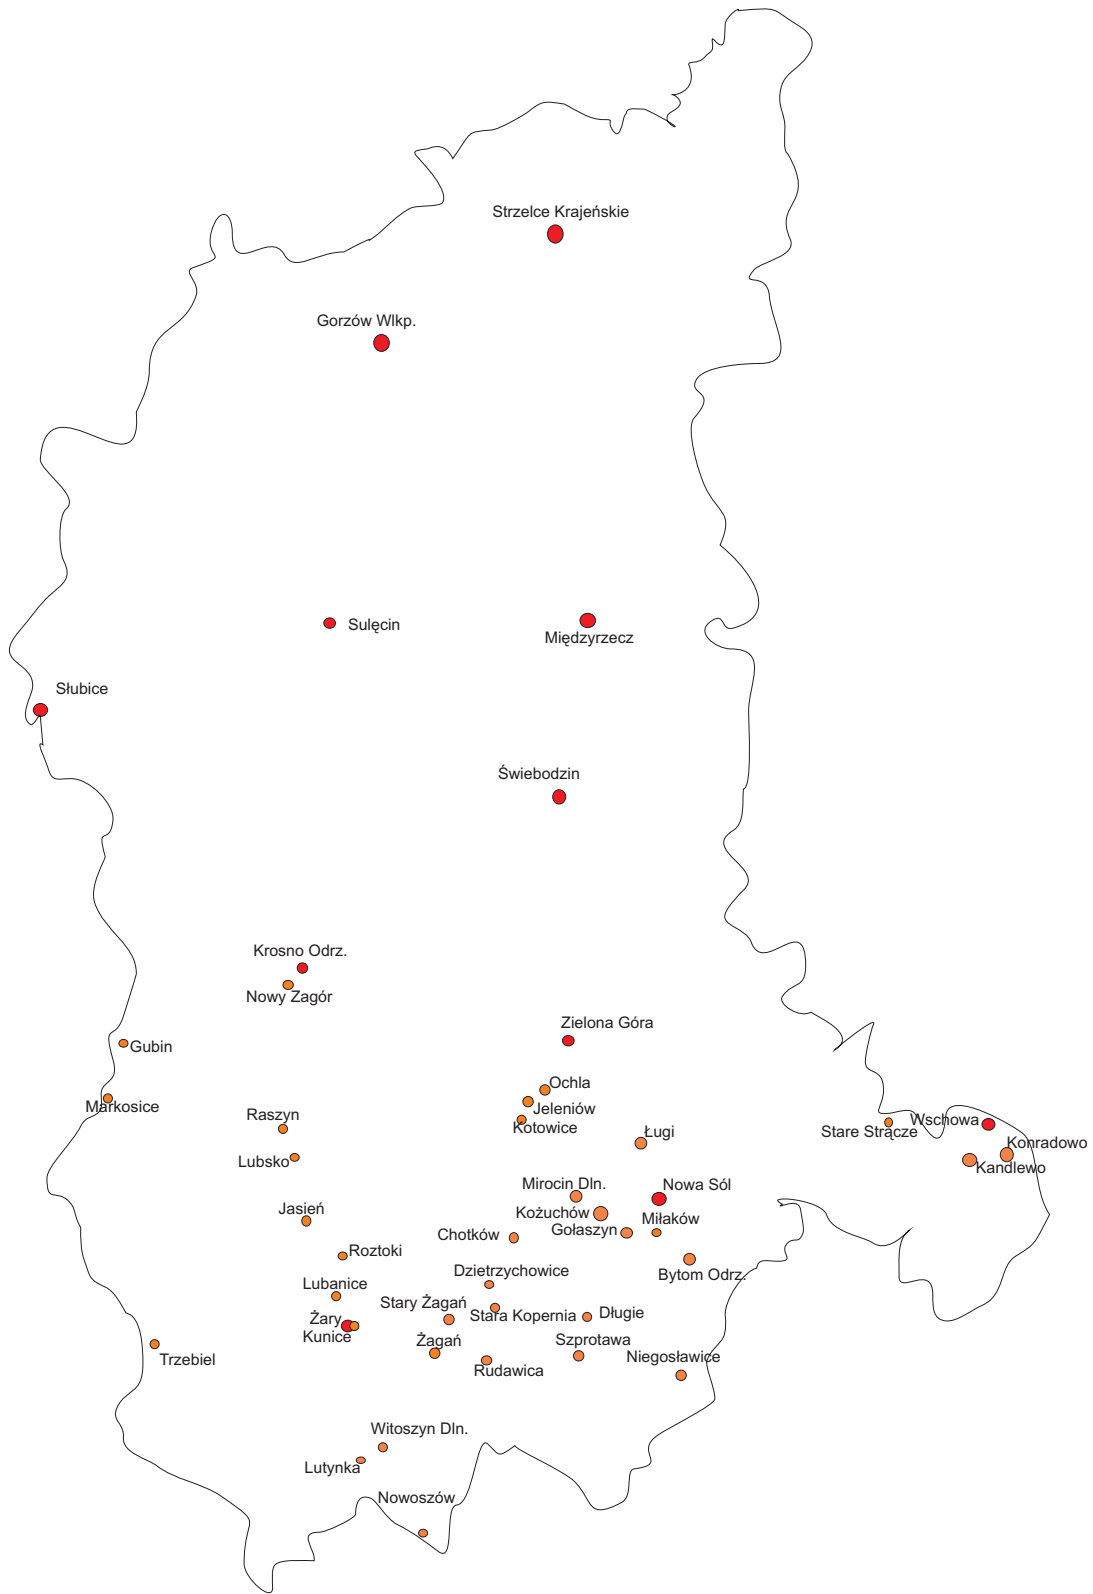 Strzelce Krajeńskie
Gorzów Wlkp.
Sulęcin
Międzyrzecz
Słubice
Świebodzin
Krosno Odrz.
Nowy Zagór
Zielona Góra
Gubin
Ochla
Markosice
Jeleniów
Raszyn
Kotowice
Wschowa
Stare Strącze
Ługi
Konradowo
Lubsko
Kandlewo
Mirocin Dln.
Nowa Sól
Jasień
Kożuchów
Miłaków
Gołaszyn
Chotków
Roztoki
Dzietrzychowice
Bytom Odrz.
Lubanice
Stary Żagań
Stara Kopernia
Długie
Żary
Kunice
Żagań
Szprotawa
Trzebiel
Rudawica
Niegosławice
Witoszyn Dln.
Lutynka
Nowoszów